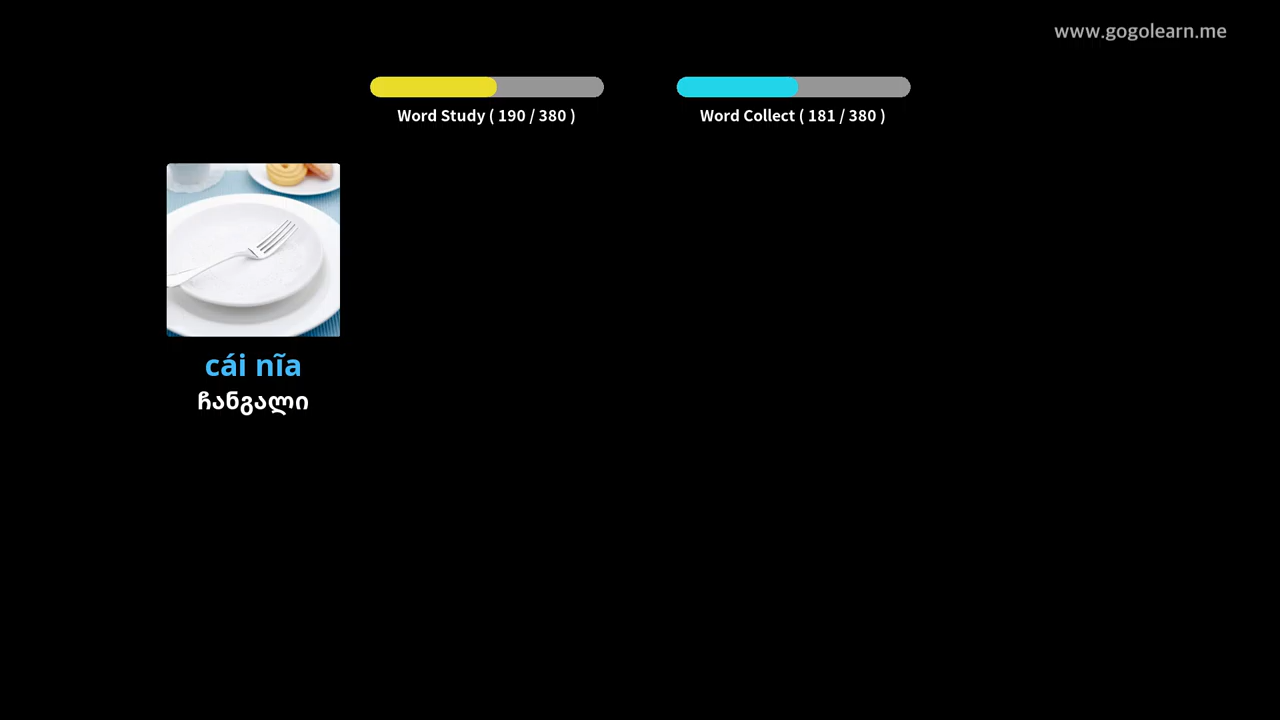 www.gogolearn.me
Word Study ( 190 / 380 )
Word Collect ( 181 / 380 )
cái nĩa
ჩანგალი